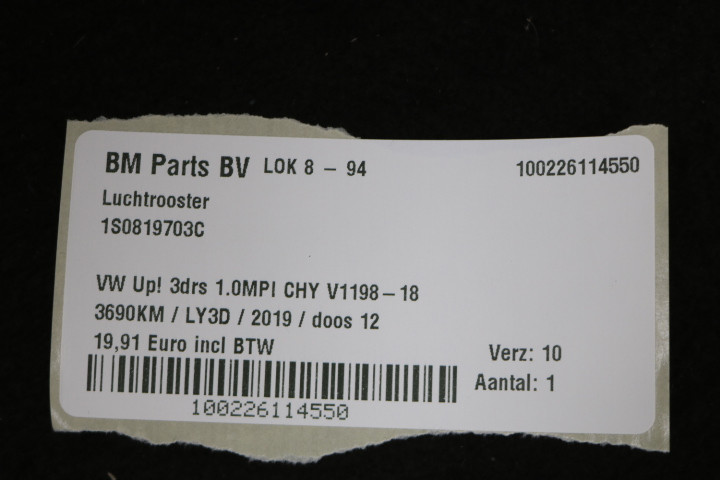 BM Parts BV LOK 8 – 94 100226114550
Luchtrooster
1S0819703C
VW Up! 3drs 1.0MPI CHY V1198–18
3690KM / LY3D / 2019 / doos 12
19,91 Euro incl BTW Verz: 10
Aantal: 1
100226114550